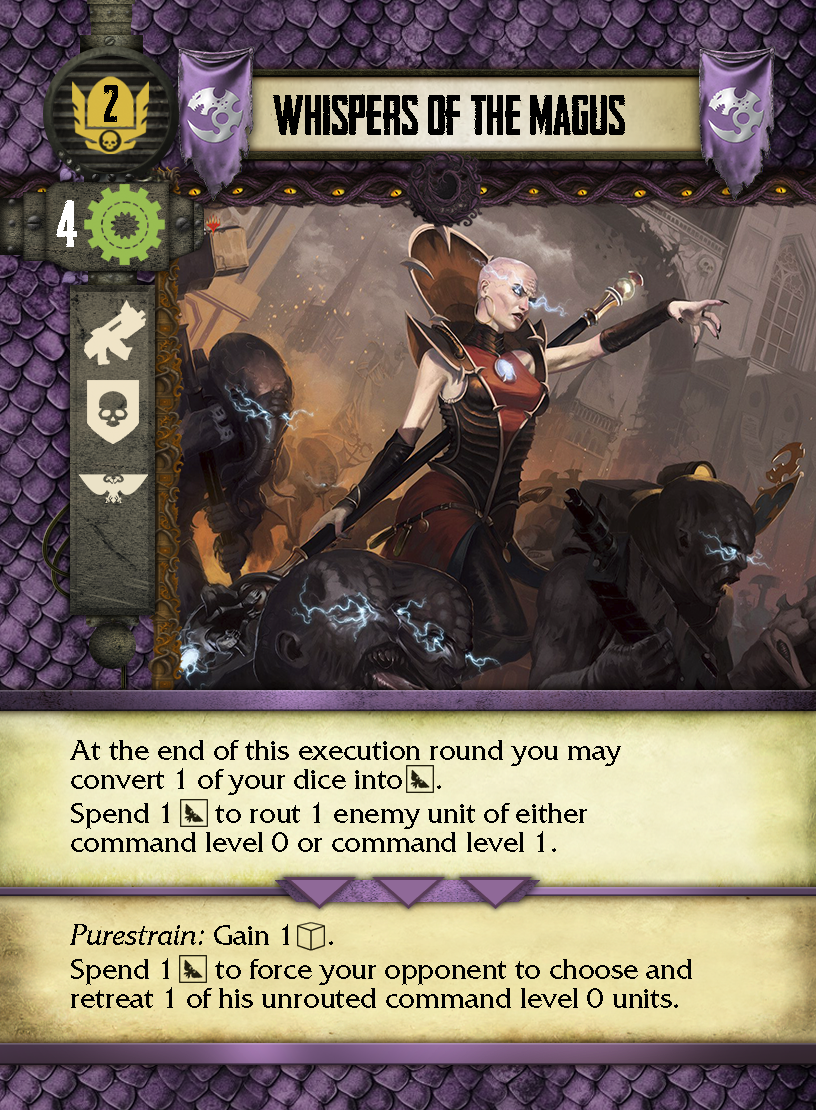 2
WHISPERS OF THE MAGUS
4
At the end of this execution round you may
convert 1 of your dice into .
Spend 1 to rout 1 enemy unit of either
command level 0 or command level 1.
Purestrain: Gain 1 .
Spend 1 to force your opponent to choose and
retreat 1 of his unrouted command level 0 units.